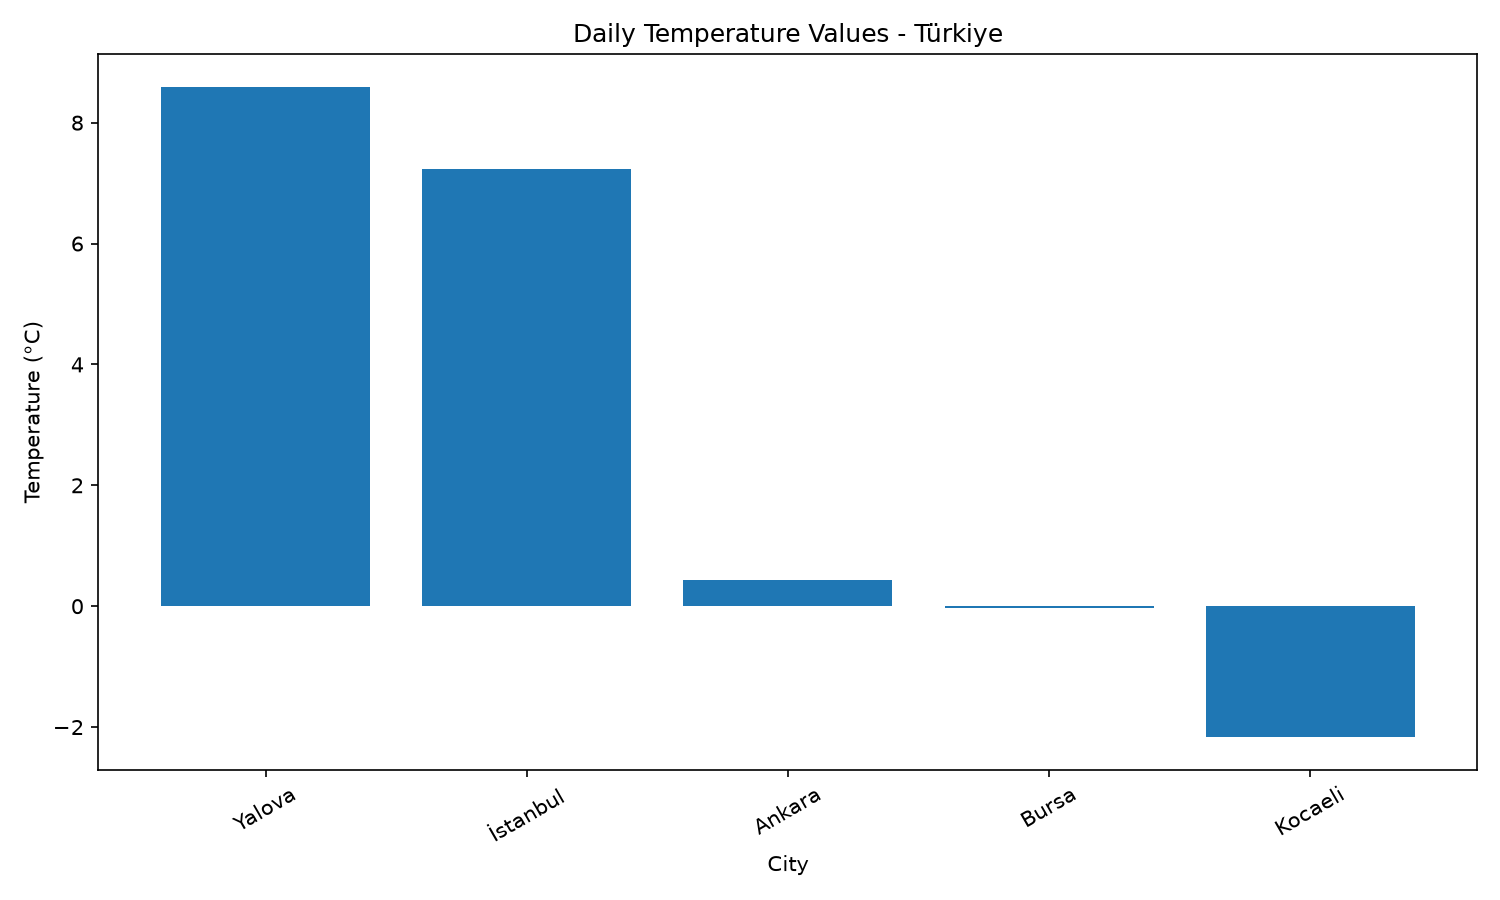 Daily Temperature Values - Türkiye
Temperature (°C)
8
6
4
2
0
−2
Yalova
İstanbul
Ankara
Bursa
Kocaeli
City